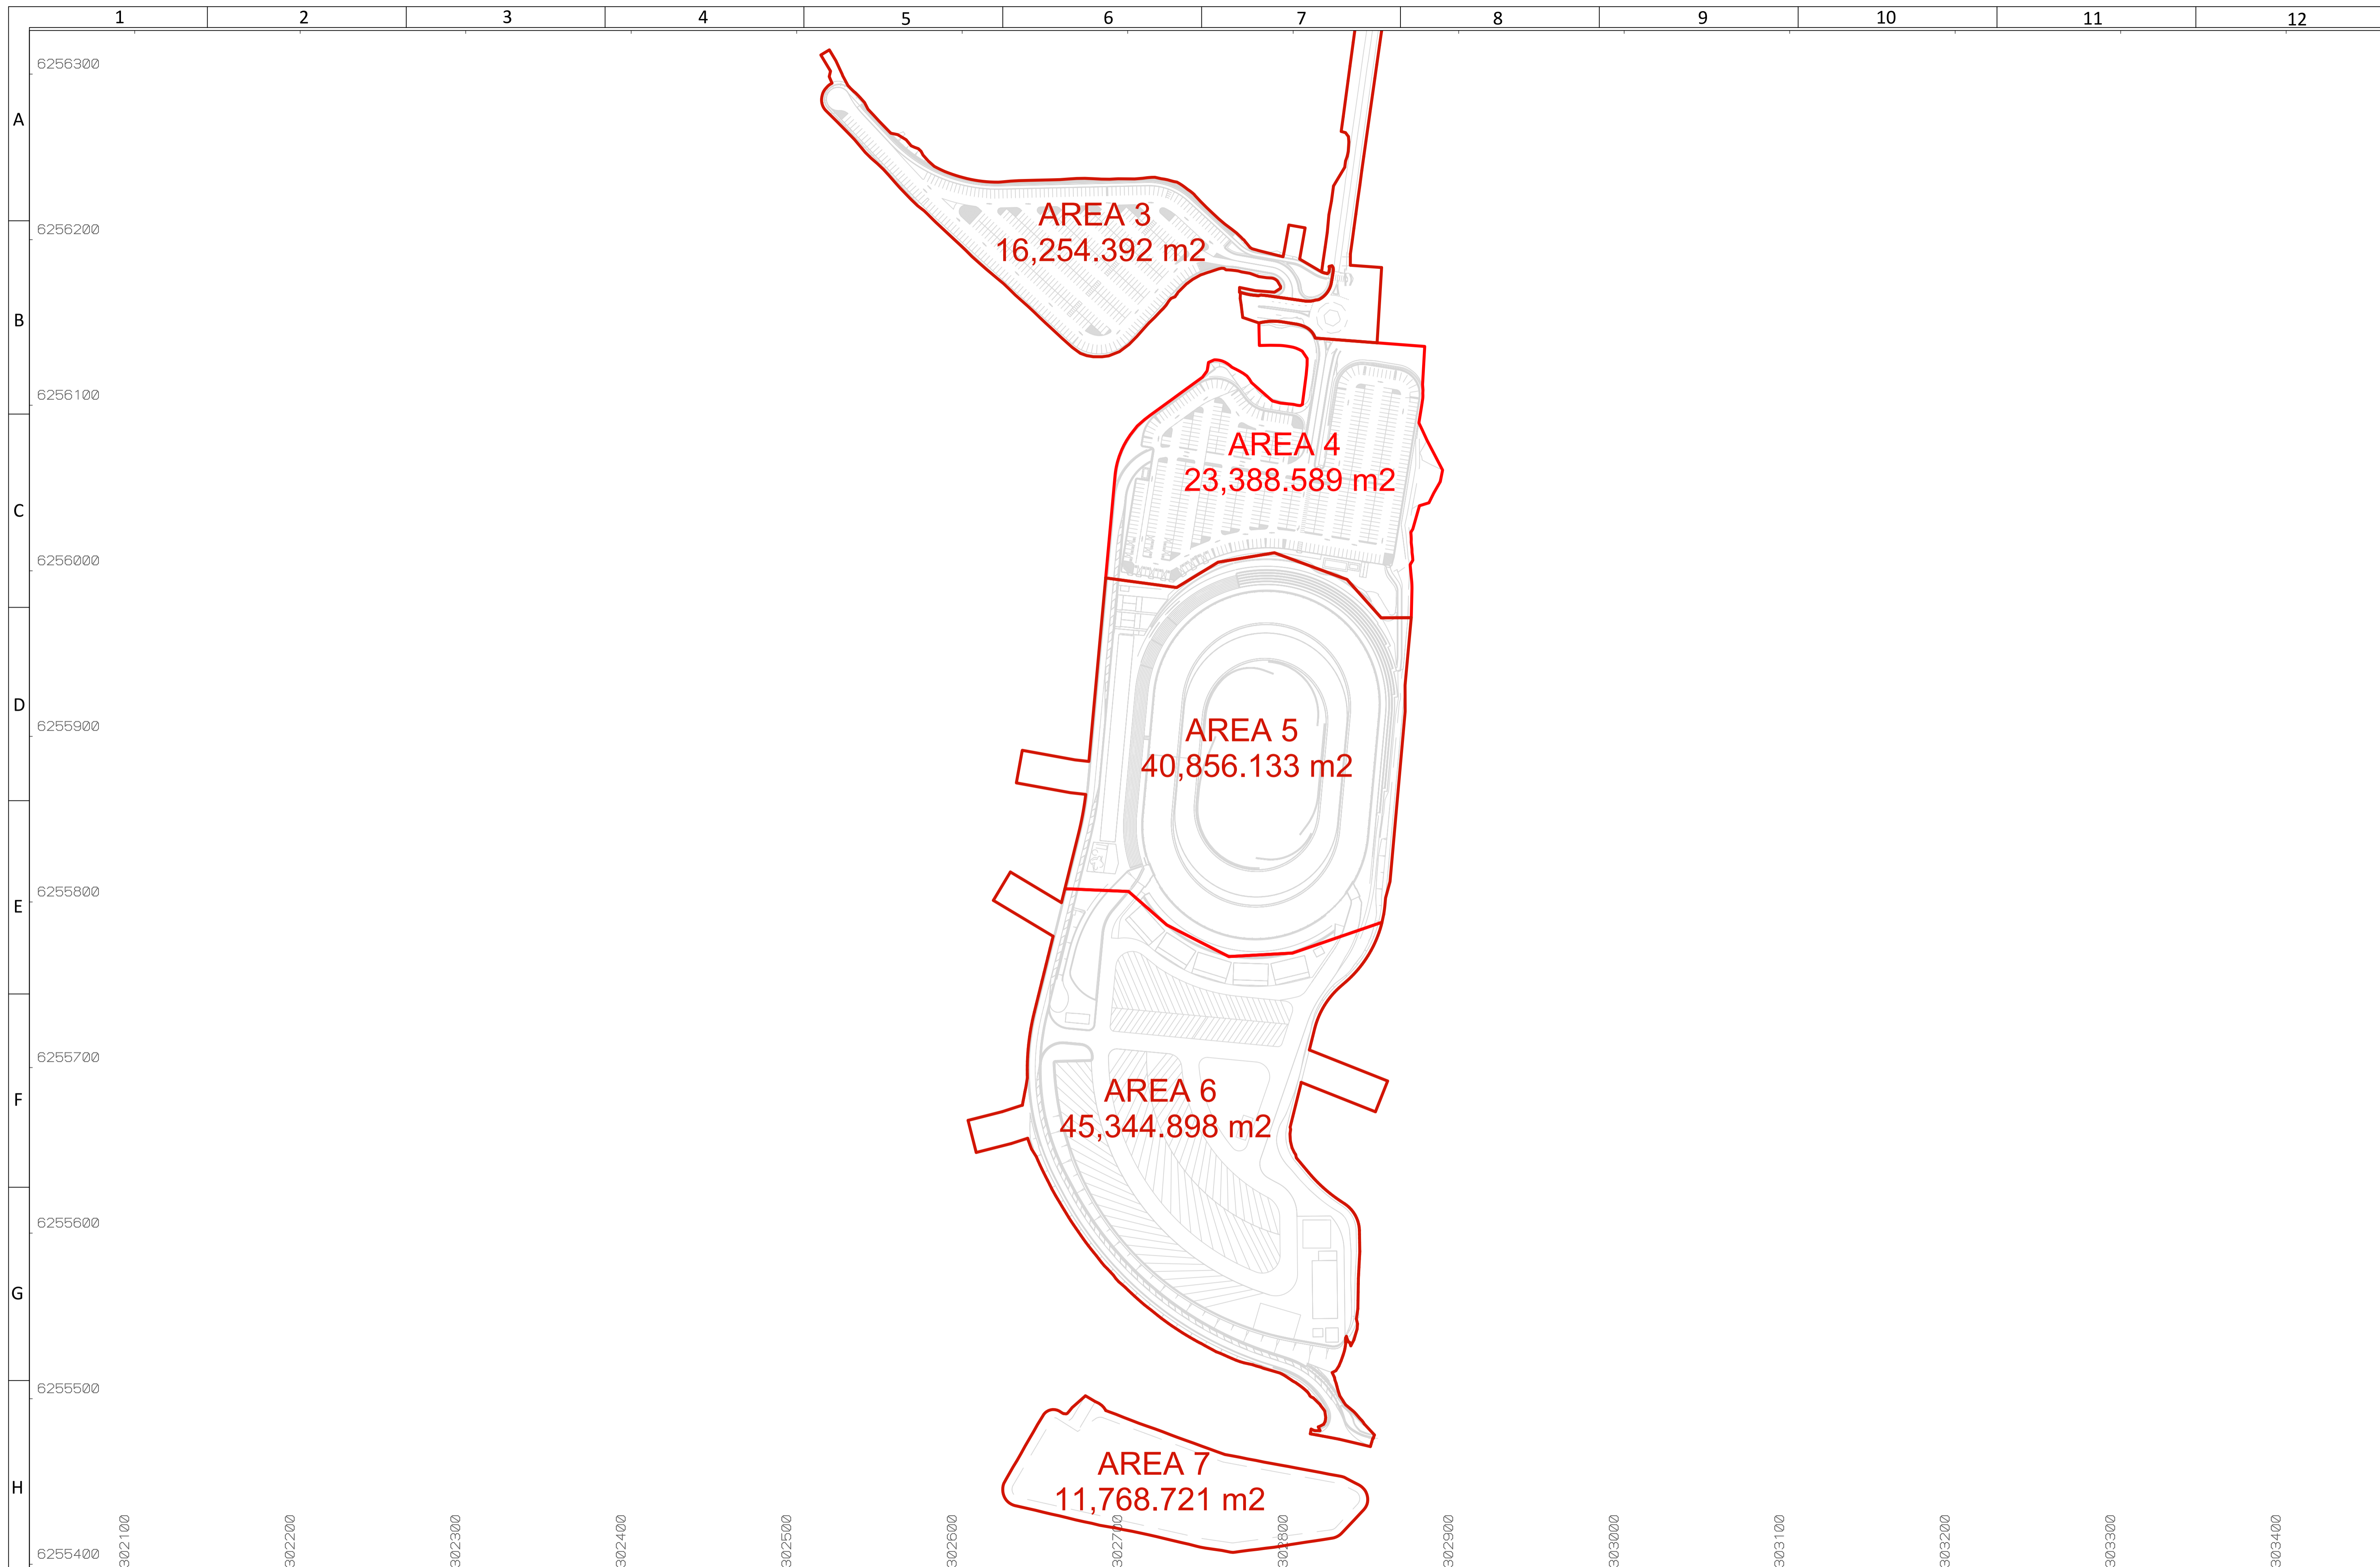 1 2 3 4 5 6 7 8 9 10 11 12
6256300
A
AREA 3
16,254.392 m2
6256200
B
6256100
AREA 4
23,388.589 m2
C
6256000
D
AREA 5
40,856.133 m2
6255900
6255800
E
6255700
AREA 6
45,344.898 m2
F
6255600
G
6255500
AREA 7
11,768.721 m2
H
6255400
302100 302200 302300 302400 302500 302600 302700 302800 302900 303000 303100 303200 303300 303400